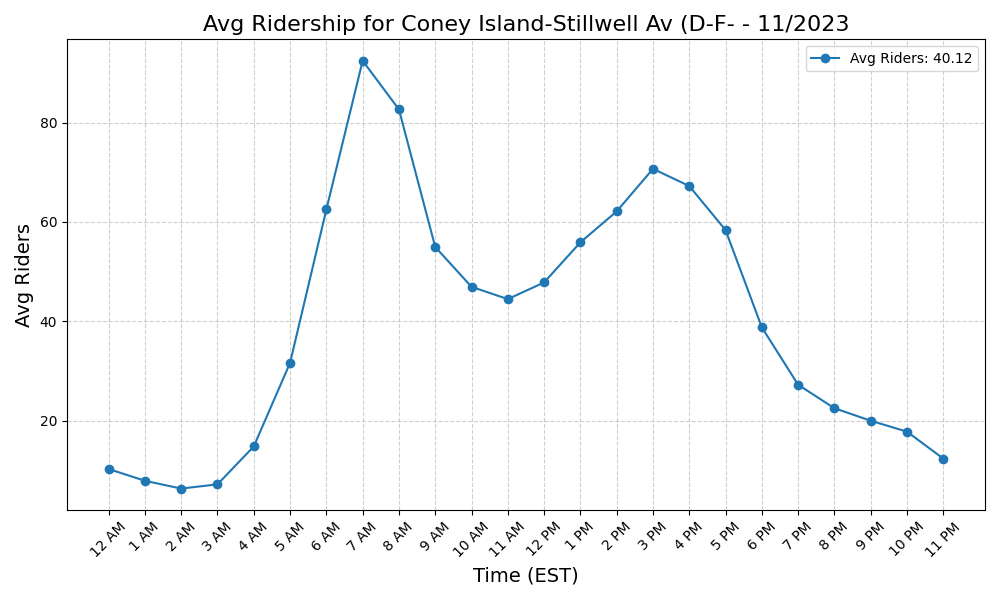 Avg Ridership for Coney Island-Stillwell Av (D-F- - 11/2023
Avg Riders: 40.12
Avg Riders
80
60
40
20
12 AM
1 AM
2 AM
3 AM
4 AM
5 AM
6 AM
7 AM
8 AM
9 AM
10 AM
11 AM
12 PM
1 PM
2 PM
3 PM
4 PM
5 PM
6 PM
7 PM
8 PM
9 PM
10 PM
11 PM
Time (EST)